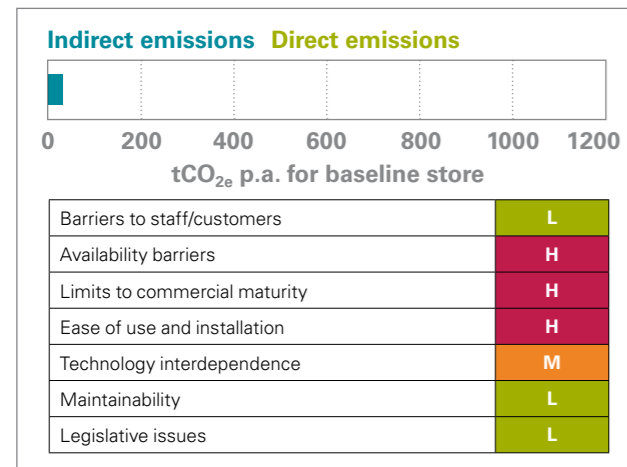 Indirect emissions Direct emissions
0 200 400 600 800 1000 1200
tCO₂e p.a. for baseline store
Barriers to staff/customers L
Availability barriers H
Limits to commercial maturity H
Ease of use and installation H
Technology interdependence M
Maintainability L
Legislative issues L